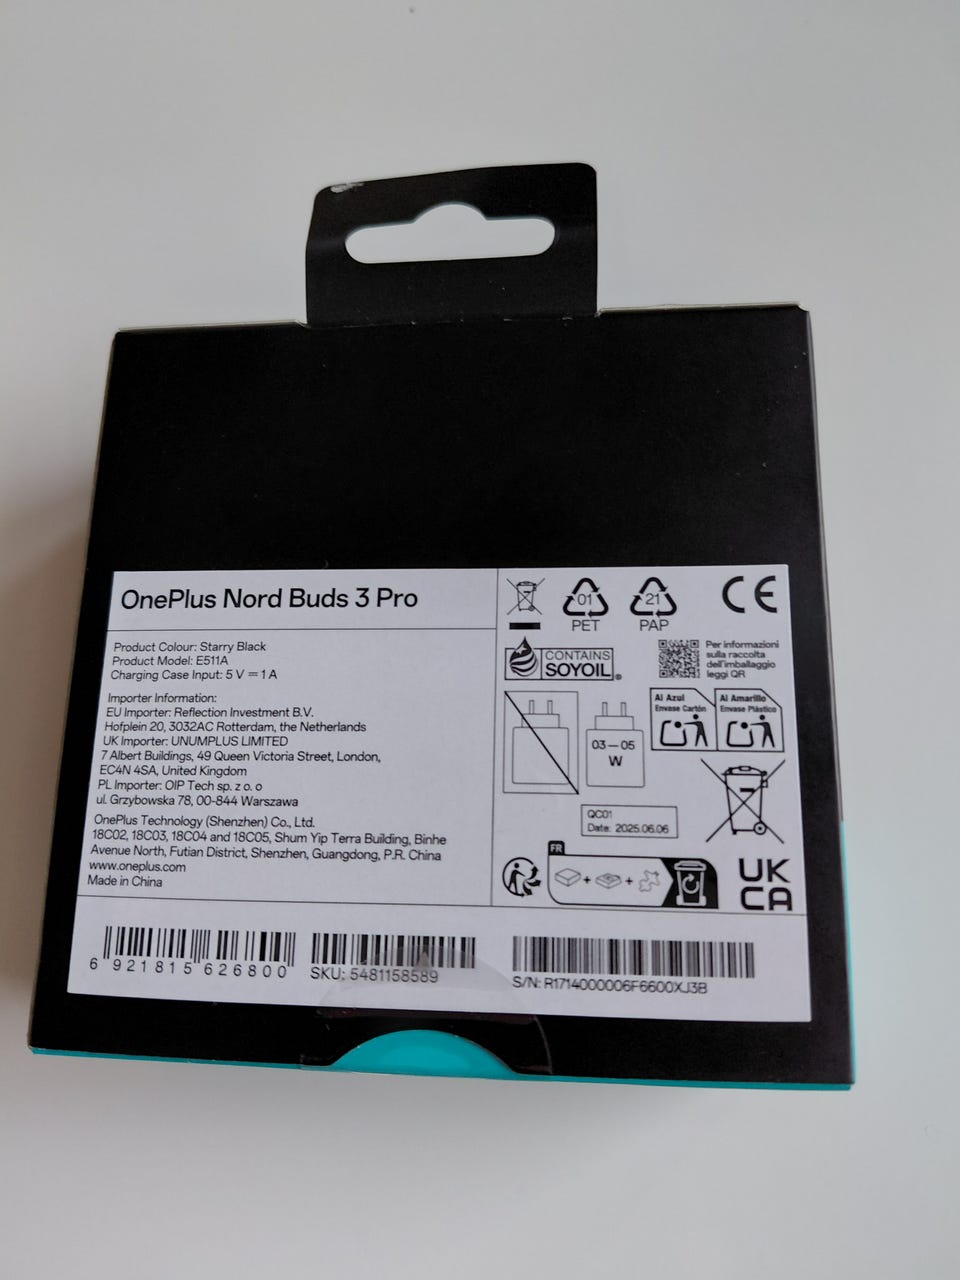 OnePlus Nord Buds 3 Pro
Product Colour: Starry Black
Product Model: E511A
Charging Case Input: 5 V ⎓ 1 A
Importer Information:
EU Importer: Reflection Investment B.V.
Hofplein 20, 3032AC Rotterdam, the Netherlands
UK Importer: UNUMPLUS LIMITED
7 Albert Buildings, 49 Queen Victoria Street, London,
EC4N 4SA, United Kingdom
PL Importer: OIP Tech sp. z o. o
ul. Grzybowska 78, 00-844 Warszawa
OnePlus Technology (Shenzhen) Co., Ltd.
18C02, 18C03, 18C04 and 18C05, Shum Yip Terra Building, Binhe
Avenue North, Futian District, Shenzhen, Guangdong, P.R. China
www.oneplus.com
Made in China
01
PET
21
PAP
CE
CONTAINS
SOYOIL®
Per informazioni
sulla raccolta
dell'imballaggio
leggi QR
03 — 05
W
Al Azul
Envase Cartón
Al Amarillo
Envase Plástico
QC01
Date: 2025.06.06
FR
+ +
UK
CA
6 921815 626800
SKU: 5481158589
S/N: R1714000006F6600XJ3B